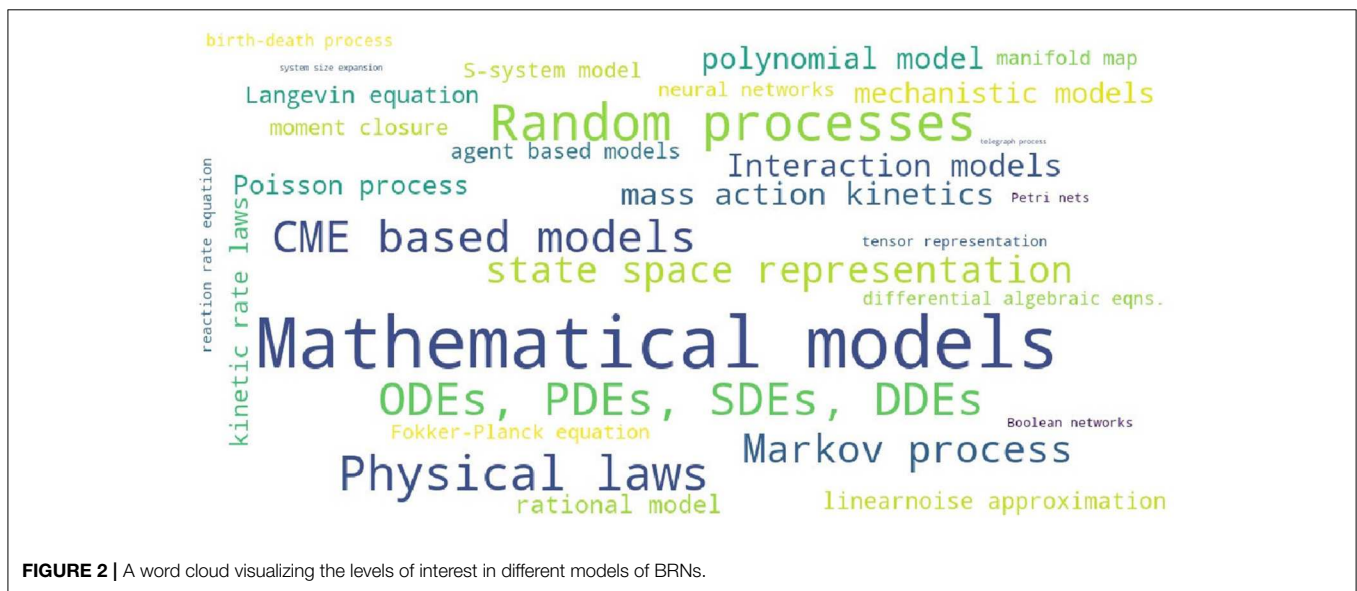 birth-death process
system size expansion
S-system model
polynomial model
manifold map
Langevin equation
neural networks
mechanistic models
moment closure
Random processes
telegraph process
agent based models
Interaction models
reaction rate equation
kinetic rate laws
Poisson process
mass action kinetics
Petri nets
CME based models
tensor representation
state space representation
differential algebraic eqns.
Mathematical models
ODEs, PDEs, SDEs, DDEs
Boolean networks
Fokker-Planck equation
Markov process
Physical laws
rational model
linearnoise approximation
FIGURE 2 | A word cloud visualizing the levels of interest in different models of BRNs.